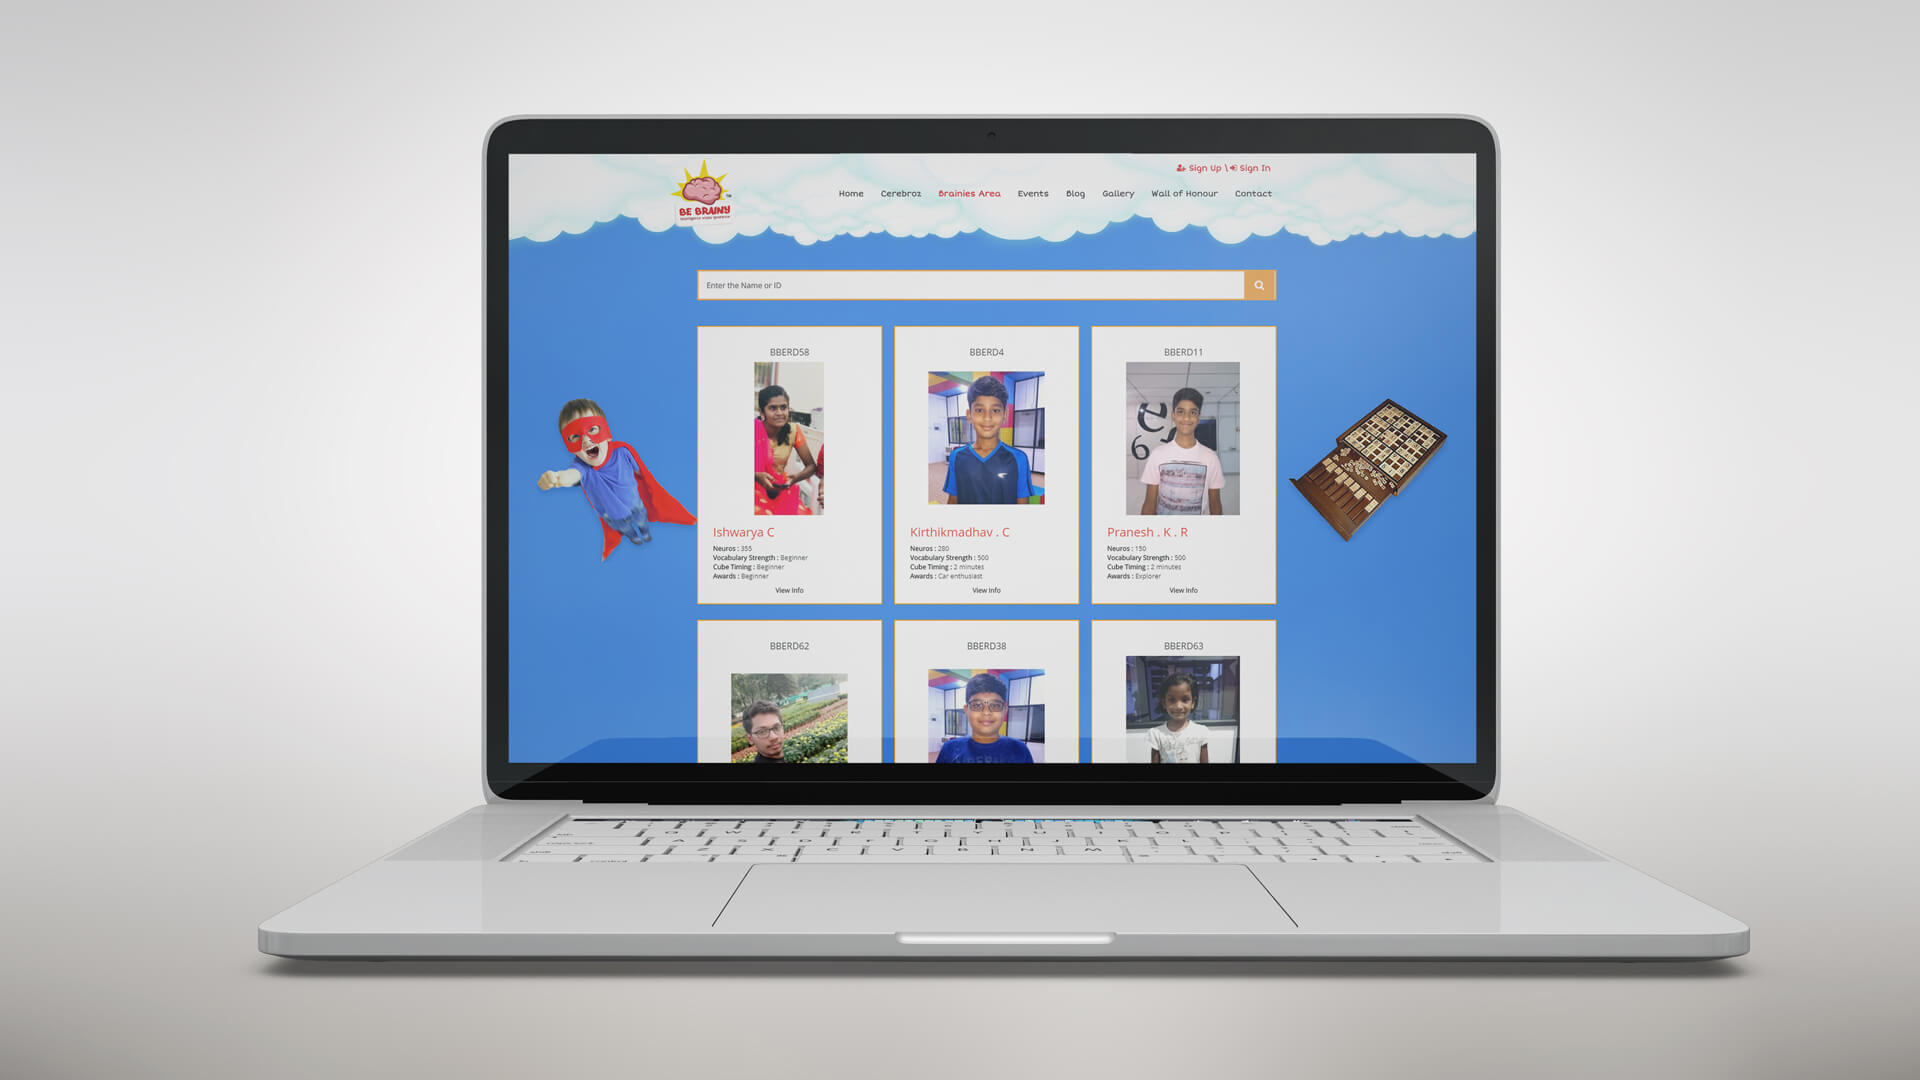 Sign Up \ Sign In
BE BRAINY
Home Cerebroz Brainies Area Events Blog Gallery Wall of Honour Contact
Enter the Name or ID
BBERD58
Ishwarya C
Neuros : 355
Vocabulary Strength : Beginner
Cube Timing : Beginner
Awards : Beginner
View Info
BBERD4
Kirthikmadhav . C
Neuros : 280
Vocabulary Strength : 500
Cube Timing : 2 minutes
Awards : Car enthusiast
View Info
BBERD11
e
6
Pranesh . K . R
Neuros : 150
Vocabulary Strength : 500
Cube Timing : 2 minutes
Awards : Explorer
View Info
BBERD62
BBERD38
BBERD63